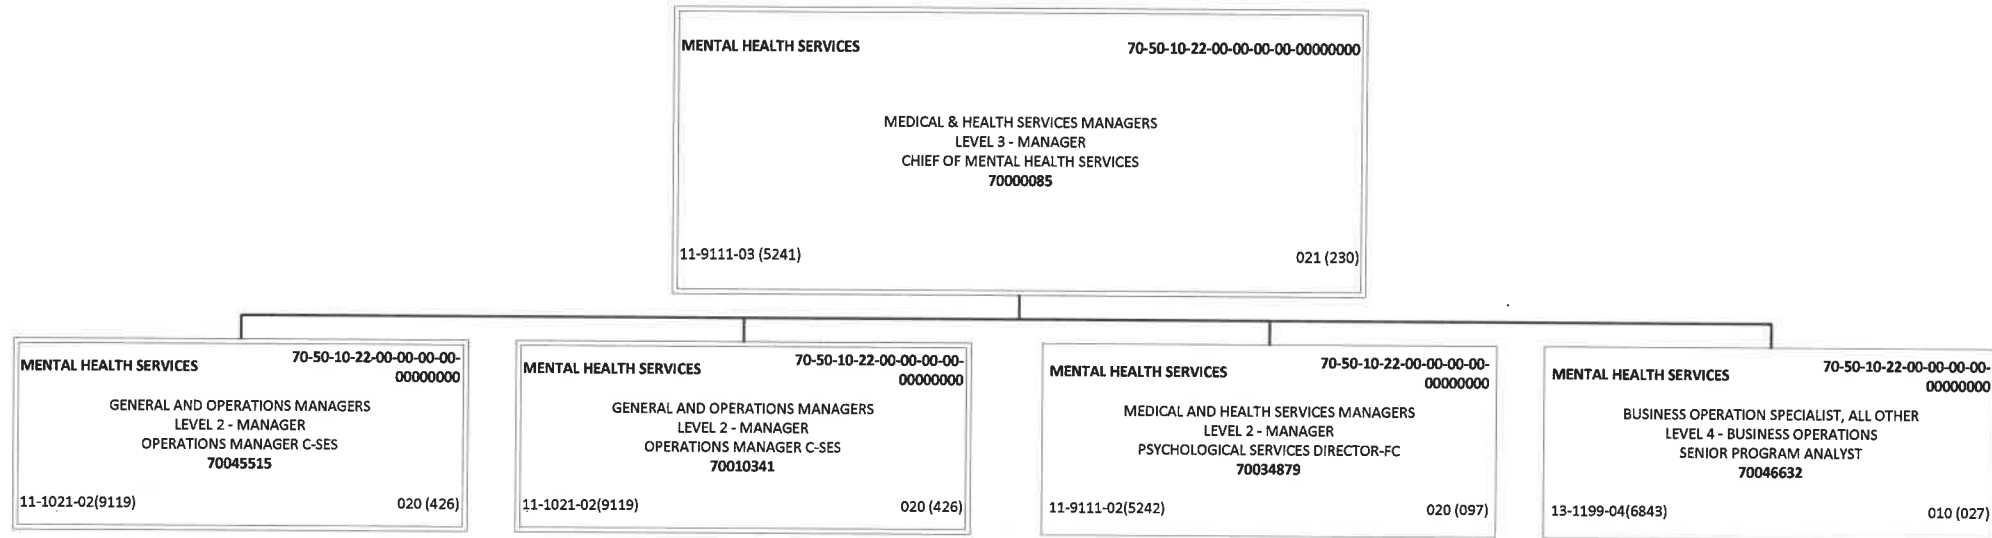 MENTAL HEALTH SERVICES 70-50-10-22-00-00-00-00-00000000
MEDICAL & HEALTH SERVICES MANAGERS
LEVEL 3 - MANAGER
CHIEF OF MENTAL HEALTH SERVICES
70000085
11-9111-03 (5241) 021 (230)
MENTAL HEALTH SERVICES 70-50-10-22-00-00-00-00-
00000000
GENERAL AND OPERATIONS MANAGERS
LEVEL 2 - MANAGER
OPERATIONS MANAGER C-SES
70045515
11-1021-02(9119) 020 (426)
MENTAL HEALTH SERVICES 70-50-10-22-00-00-00-00-
00000000
GENERAL AND OPERATIONS MANAGERS
LEVEL 2 - MANAGER
OPERATIONS MANAGER C-SES
70010341
11-1021-02(9119) 020 (426)
MENTAL HEALTH SERVICES 70-50-10-22-00-00-00-00-
00000000
MEDICAL AND HEALTH SERVICES MANAGERS
LEVEL 2 - MANAGER
PSYCHOLOGICAL SERVICES DIRECTOR-FC
70034879
11-9111-02(5242) 020 (097)
MENTAL HEALTH SERVICES 70-50-10-22-00-00-00-00-
00000000
BUSINESS OPERATION SPECIALIST, ALL OTHER
LEVEL 4 - BUSINESS OPERATIONS
SENIOR PROGRAM ANALYST
70046632
13-1199-04(6843) 010 (027)